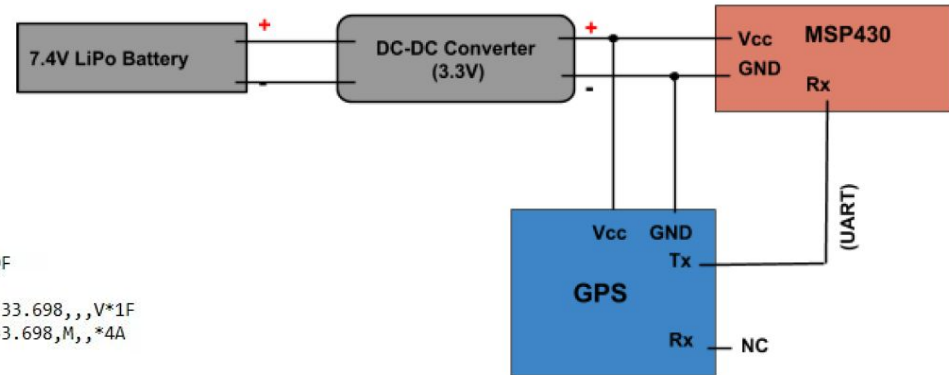 +
7.4V LiPo Battery
-
DC-DC Converter
(3.3V)
+
-
Vcc
MSP430
GND
Rx
(UART)
Vcc GND
Tx
GPS
Rx
NC
F
33.698,,,V*1F
3.698,M,,*4A